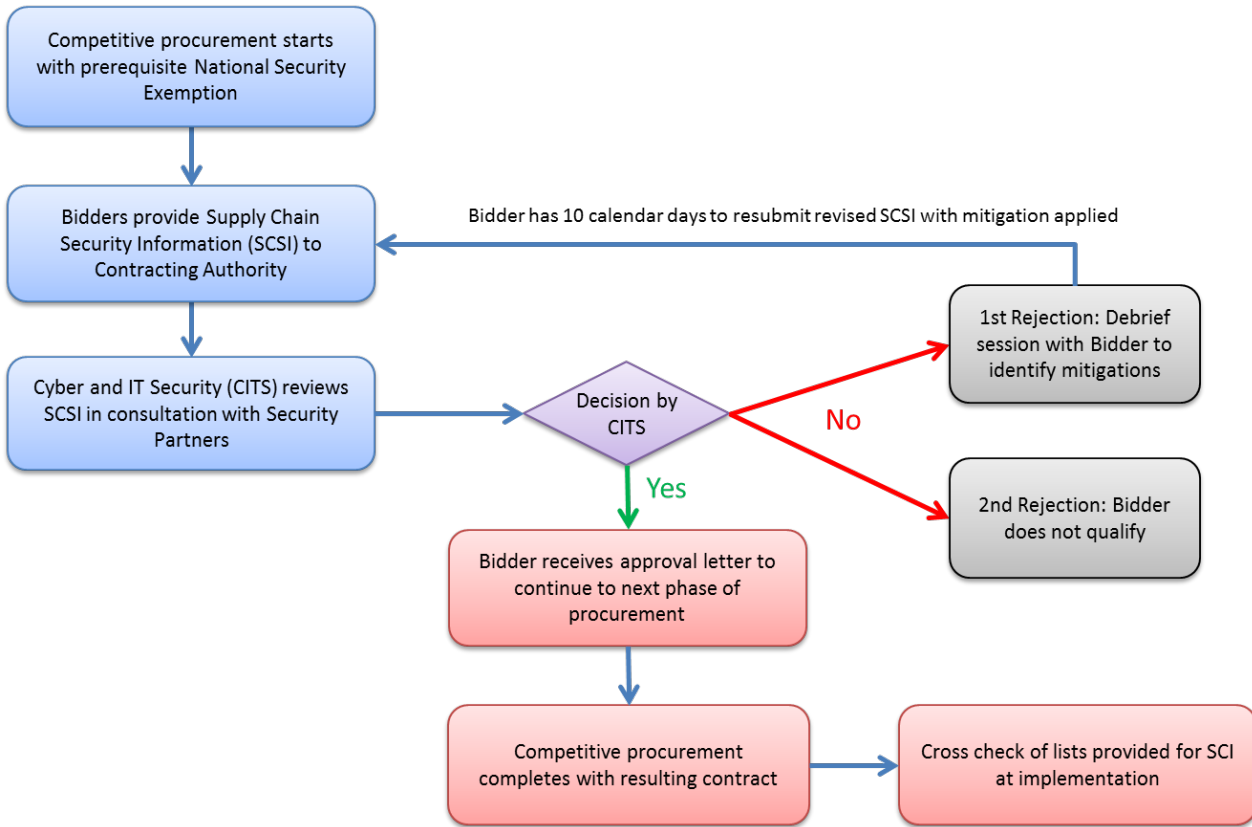 Competitive procurement starts
with prerequisite National Security
Exemption
Bidders provide Supply Chain
Security Information (SCSI) to
Contracting Authority
Bidder has 10 calendar days to resubmit revised SCSI with mitigation applied
1st Rejection: Debrief
session with Bidder to
identify mitigations
Cyber and IT Security (CITS) reviews
SCSI in consultation with Security
Partners
Decision by
CITS
No
Yes
2nd Rejection: Bidder
does not qualify
Bidder receives approval letter to
continue to next phase of
procurement
Competitive procurement
completes with resulting contract
Cross check of lists provided for SCI
at implementation